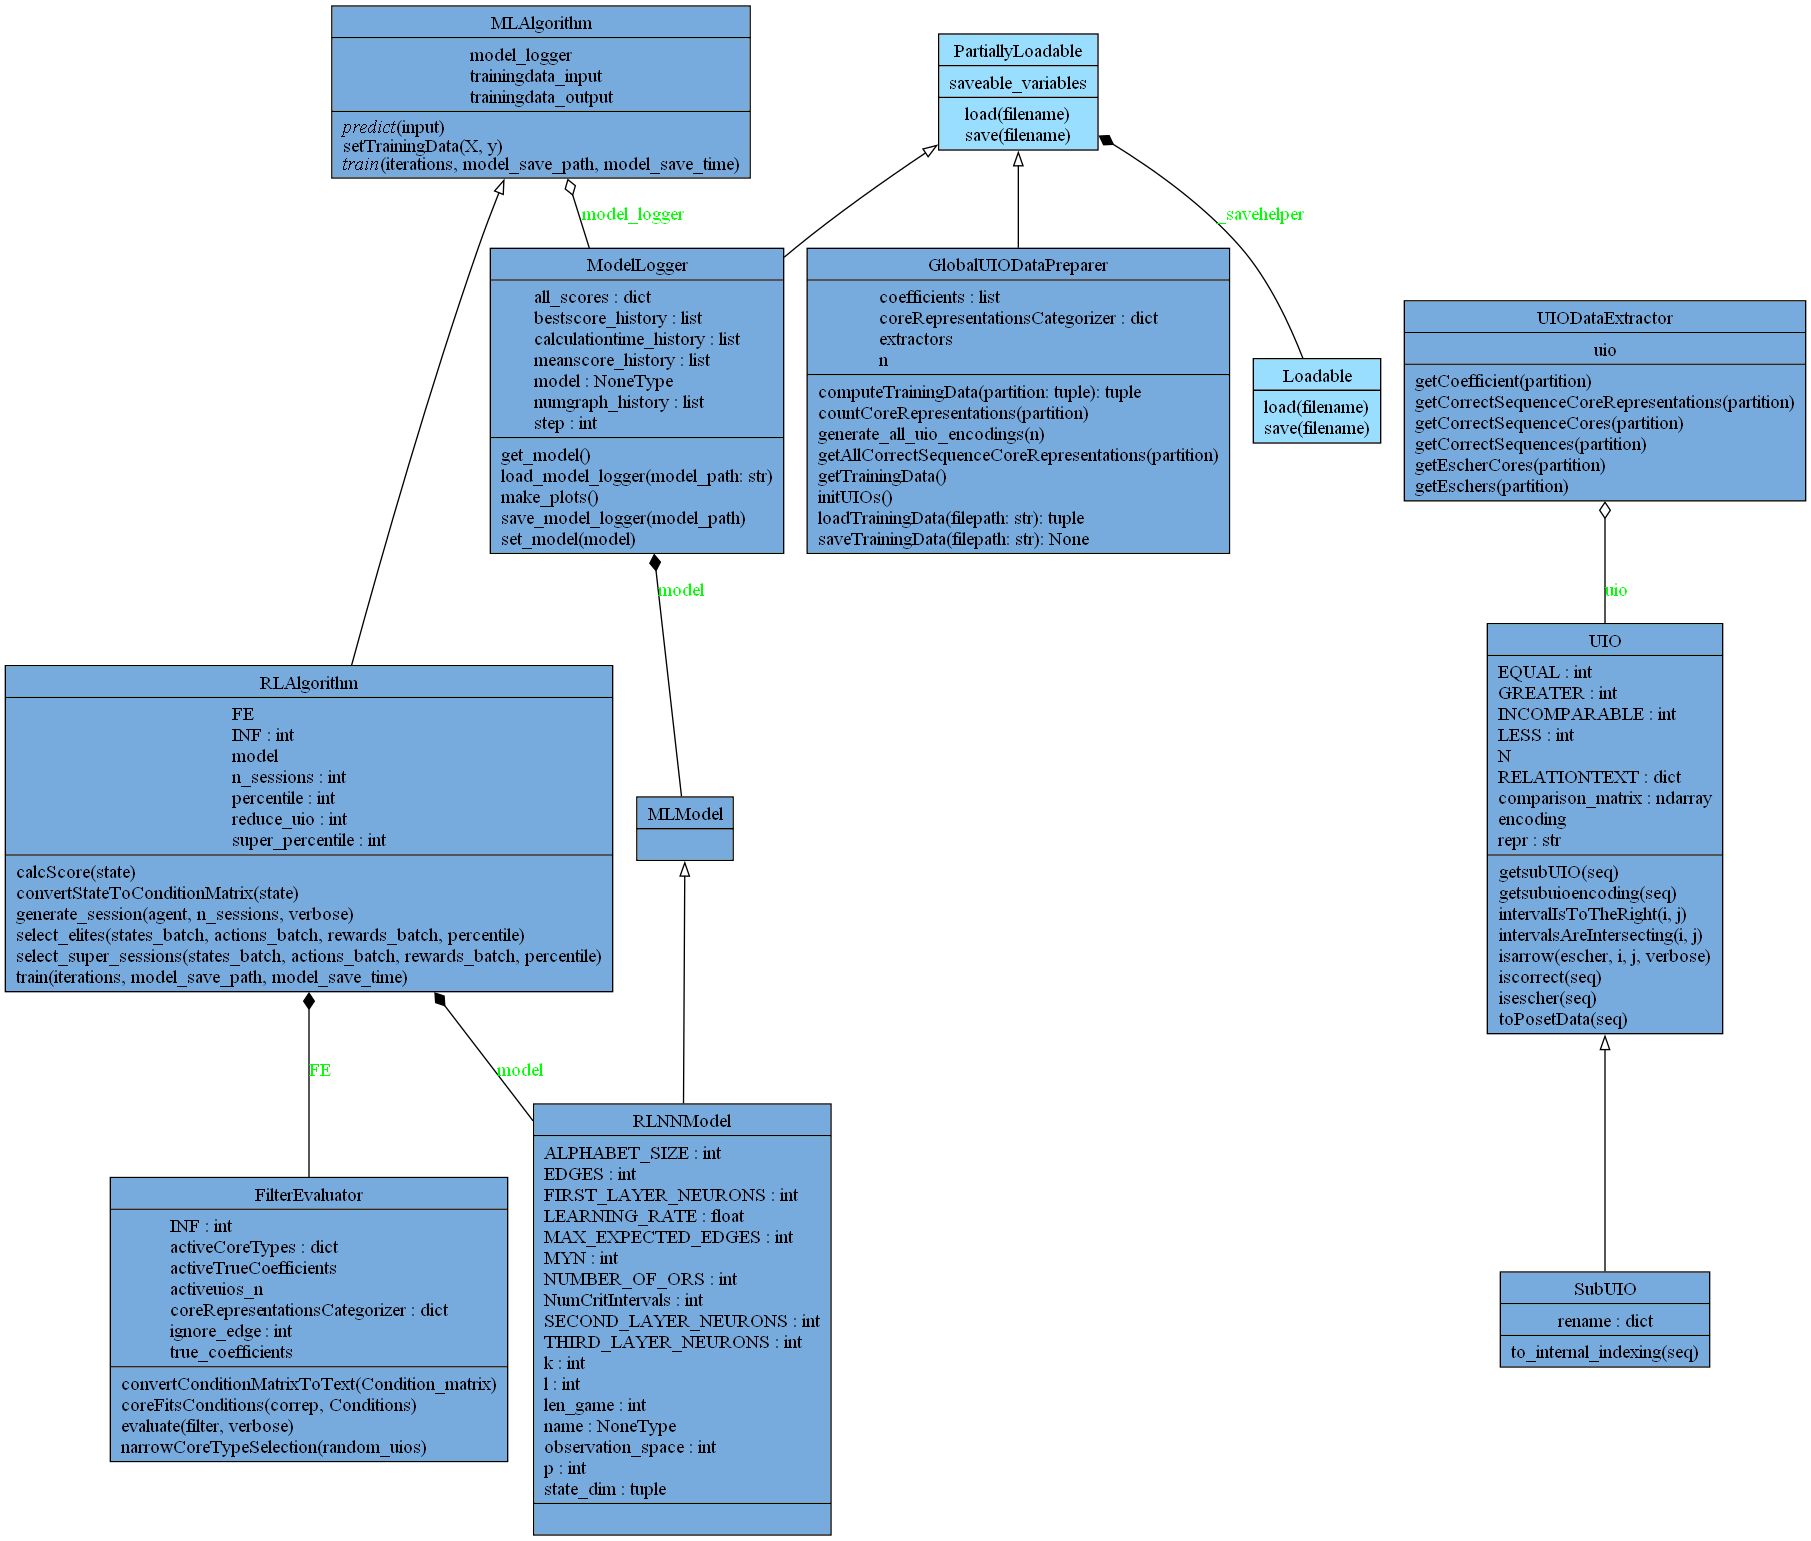 MLAlgorithm
model_logger
trainingdata_input
trainingdata_output
predict(input)
setTrainingData(X, y)
train(iterations, model_save_path, model_save_time)
PartiallyLoadable
saveable_variables
load(filename)
save(filename)
model_logger
_savehelper
ModelLogger
all_scores : dict
bestscore_history : list
calculationtime_history : list
meanscore_history : list
model : NoneType
numgraph_history : list
step : int
get_model()
load_model_logger(model_path: str)
make_plots()
save_model_logger(model_path)
set_model(model)
GlobalUIODataPreparer
coefficients : list
coreRepresentationsCategorizer : dict
extractors
n
computeTrainingData(partition: tuple): tuple
countCoreRepresentations(partition)
generate_all_uio_encodings(n)
getAllCorrectSequenceCoreRepresentations(partition)
getTrainingData()
initUIOs()
loadTrainingData(filepath: str): tuple
saveTrainingData(filepath: str): None
Loadable
load(filename)
save(filename)
UIODataExtractor
uio
getCoefficient(partition)
getCorrectSequenceCoreRepresentations(partition)
getCorrectSequenceCores(partition)
getCorrectSequences(partition)
getEscherCores(partition)
getEschers(partition)
model
uio
RLAlgorithm
FE
INF : int
model
n_sessions : int
percentile : int
reduce_uio : int
super_percentile : int
calcScore(state)
convertStateToConditionMatrix(state)
generate_session(agent, n_sessions, verbose)
select_elites(states_batch, actions_batch, rewards_batch, percentile)
select_super_sessions(states_batch, actions_batch, rewards_batch, percentile)
train(iterations, model_save_path, model_save_time)
MLModel
UIO
EQUAL : int
GREATER : int
INCOMPARABLE : int
LESS : int
N
RELATIONTEXT : dict
comparison_matrix : ndarray
encoding
repr : str
getsubUIO(seq)
getsubuioencoding(seq)
intervalIsToTheRight(i, j)
intervalsAreIntersecting(i, j)
isarrow(escher, i, j, verbose)
iscorrect(seq)
isescher(seq)
toPosetData(seq)
FE
model
FilterEvaluator
INF : int
activeCoreTypes : dict
activeTrueCoefficients
activeuios_n
coreRepresentationsCategorizer : dict
ignore_edge : int
true_coefficients
convertConditionMatrixToText(Condition_matrix)
coreFitsConditions(correp, Conditions)
evaluate(filter, verbose)
narrowCoreTypeSelection(random_uios)
RLNNModel
ALPHABET_SIZE : int
EDGES : int
FIRST_LAYER_NEURONS : int
LEARNING_RATE : float
MAX_EXPECTED_EDGES : int
MYN : int
NUMBER_OF_ORS : int
NumCritIntervals : int
SECOND_LAYER_NEURONS : int
THIRD_LAYER_NEURONS : int
k : int
l : int
len_game : int
name : NoneType
observation_space : int
p : int
state_dim : tuple
SubUIO
rename : dict
to_internal_indexing(seq)